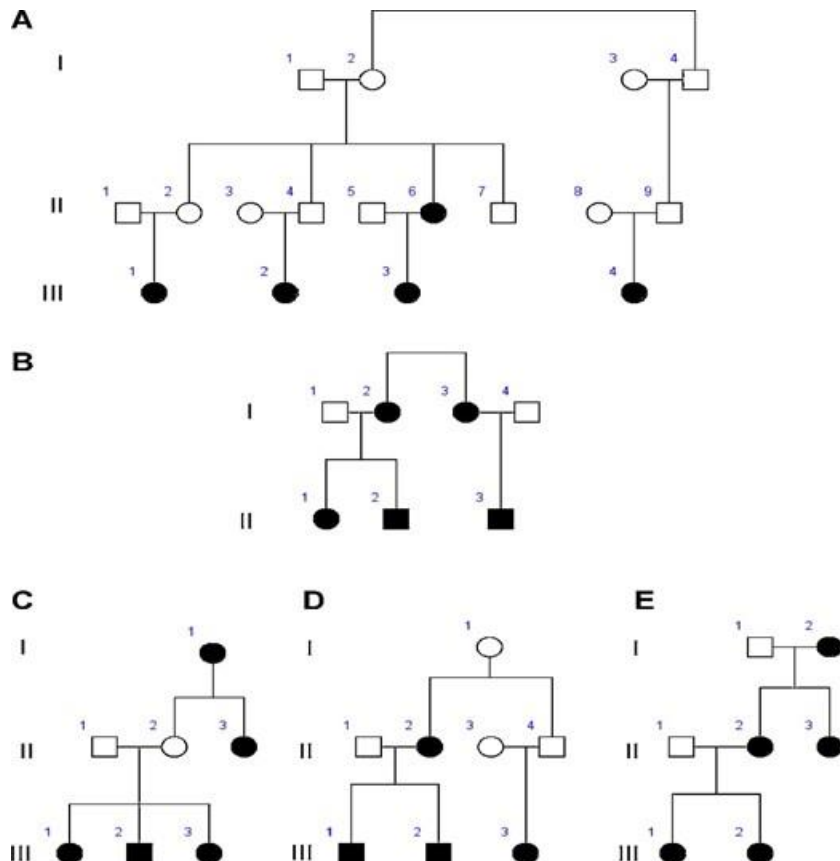 A
I
1 2 3 4
II
1 2 3 4 5 6 7 8 9
III
1 2 3 4
B
I
1 2 3 4
II
1 2 3
C D E
I 1 I 1 I 1 2
II 1 2 3 II 1 2 3 4 II 1 2 3
III 1 2 3 III 1 2 3 III 1 2